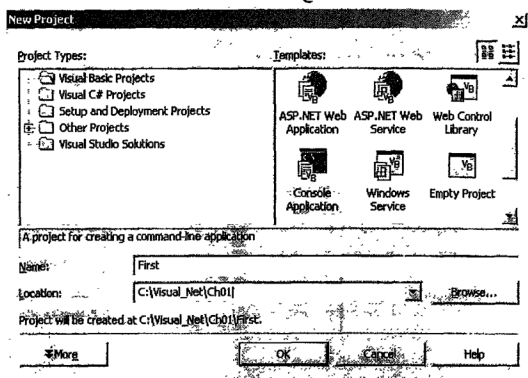 New Project
Project Types:
Templates:
Visual Basic Projects
Visual C# Projects
Setup and Deployment Projects
Other Projects
Visual Studio Solutions
ASP.NET Web Application
ASP.NET Web Service
Web Control Library
Console Application
Windows Service
Empty Project
A project for creating a command-line application
Name:
First
Location:
C:\Visual_Net\Ch01
Browse...
Project will be created at C:\Visual_Net\Ch01\First.
More
OK
Cancel
Help